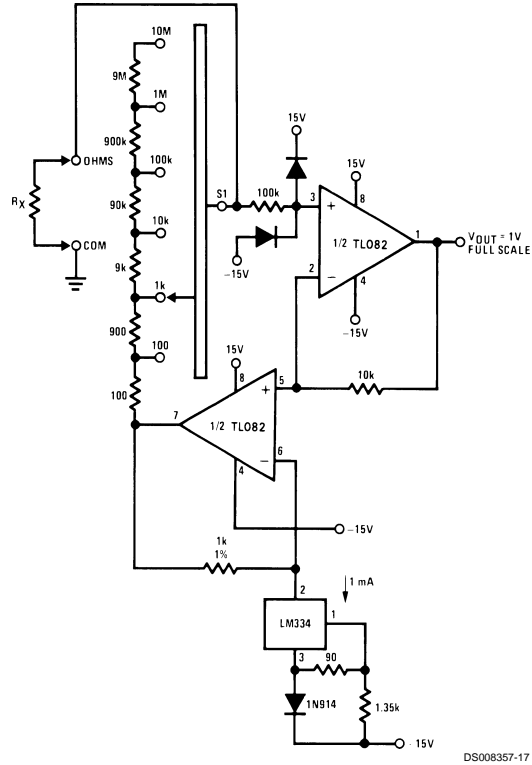 10M
9M
1M
900k
OHMS
100k
15V
RX
90k
S1
100k
15V
3
8
+
1
VOUT = 1V
FULL SCALE
1/2 TL082
COM
10k
-15V
2
−
4
9k
1k
-15V
900
15V
100
8
5
10k
100
7
+
1/2 TL082
6
4
−
-15V
1k
1%
2
1 mA
1
LM334
3
90
1N914
1.35k
- 15V
DS008357-17